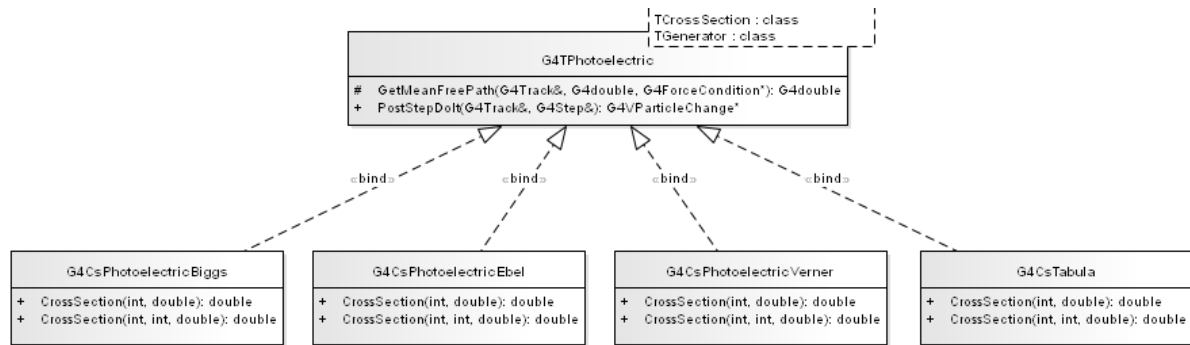 TCrossSection : class
TGenerator : class
G4TPhotoelectric
# GetMeanFreePath(G4Track&, G4double, G4ForceCondition*): G4double
+ PostStepDoIt(G4Track&, G4Step&): G4VParticleChange*
«bind» «bind» «bind» «bind»
G4CsPhotoelectricBiggs
+ CrossSection(int, double): double
+ CrossSection(int, int, double): double
G4CsPhotoelectricEbel
+ CrossSection(int, double): double
+ CrossSection(int, int, double): double
G4CsPhotoelectricVerner
+ CrossSection(int, double): double
+ CrossSection(int, int, double): double
G4CsTabula
+ CrossSection(int, double): double
+ CrossSection(int, int, double): double